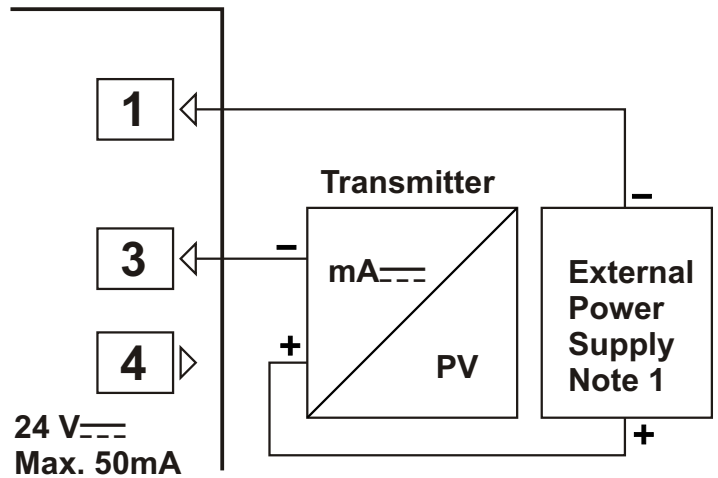 1
Transmitter
–
3
–
mA
External
Power
Supply
Note 1
4
+
PV
24 V
Max. 50mA
+